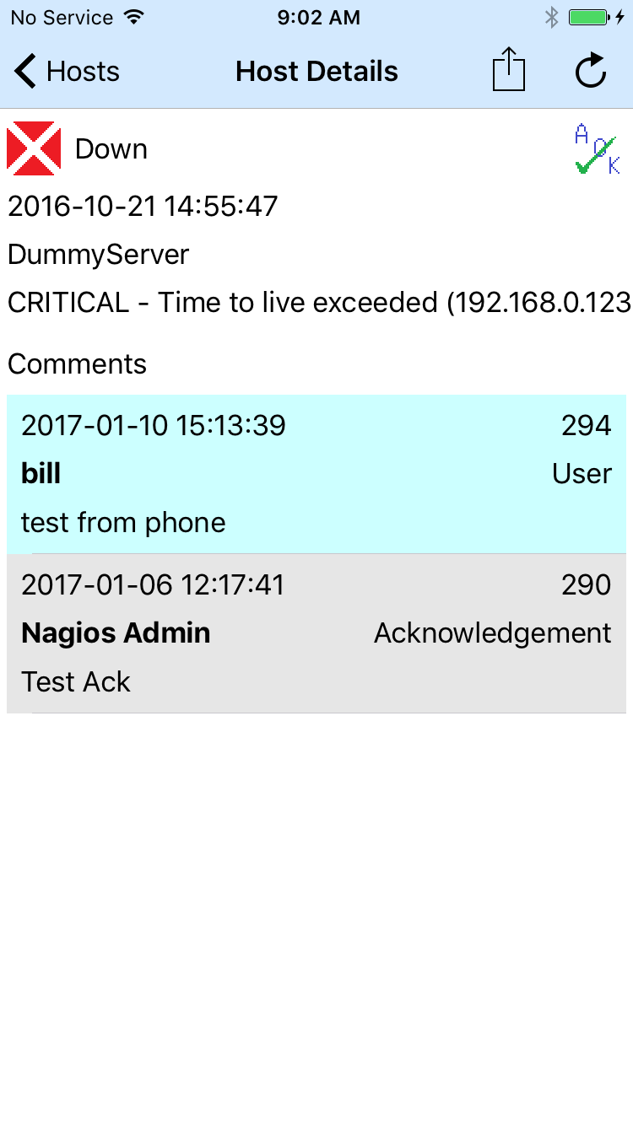 No Service 9:02 AM
Hosts Host Details
Down AOK
2016-10-21 14:55:47
DummyServer
CRITICAL - Time to live exceeded (192.168.0.123
Comments
2017-01-10 15:13:39 294
bill User
test from phone
2017-01-06 12:17:41 290
Nagios Admin Acknowledgement
Test Ack